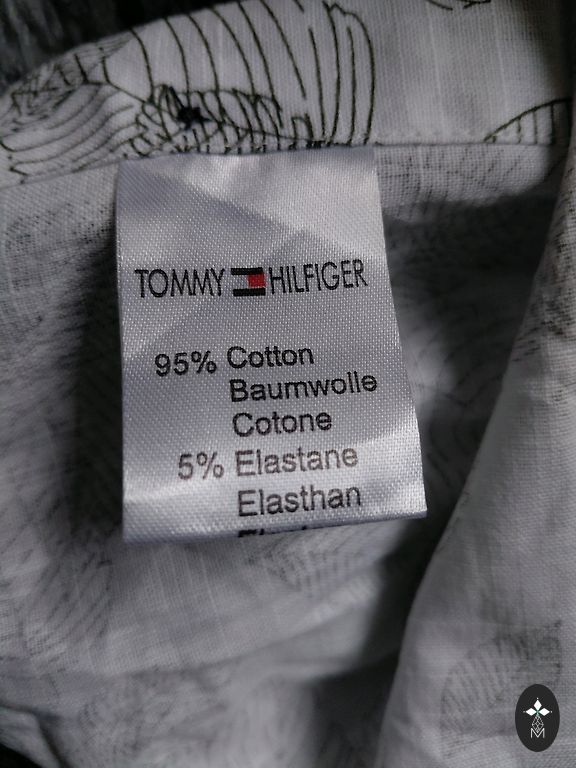 TOMMY HILFIGER
95% Cotton
Baumwolle
Cotone
5% Elastane
Elasthan